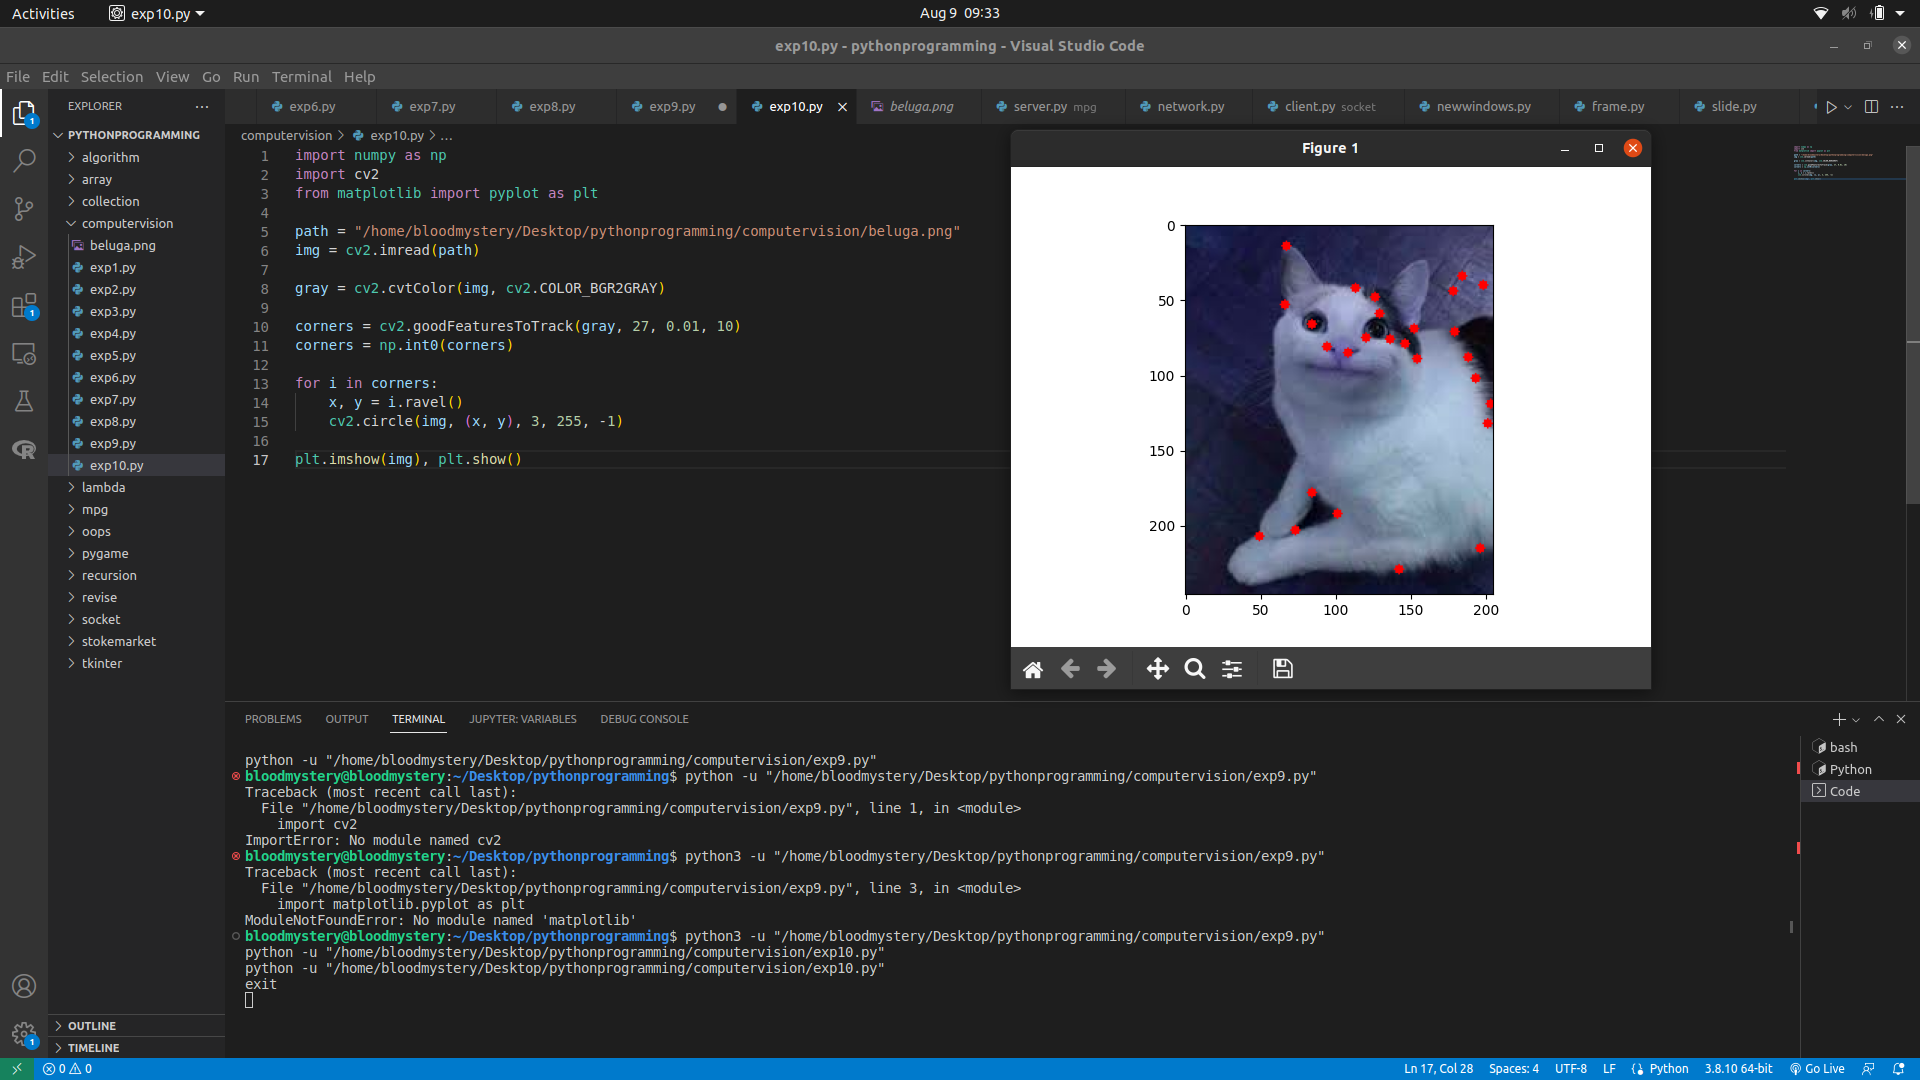 Activities
exp10.py
Aug 9 09:33
exp10.py - pythonprogramming - Visual Studio Code
File Edit Selection View Go Run Terminal Help
EXPLORER
exp6.py
exp7.py
exp8.py
exp9.py
exp10.py
beluga.png
server.py mpg
network.py
client.py socket
newwindows.py
frame.py
slide.py
PYTHONPROGRAMMING
algorithm
array
collection
computervision
beluga.png
exp1.py
exp2.py
exp3.py
exp4.py
exp5.py
exp6.py
exp7.py
exp8.py
exp9.py
exp10.py
lambda
mpg
oops
pygame
recursion
revise
socket
stokemarket
tkinter
OUTLINE
TIMELINE
1
1
1
computervision > exp10.py > ...
1 import numpy as np
2 import cv2
3 from matplotlib import pyplot as plt
4
5 path = "/home/bloodmystery/Desktop/pythonprogramming/computervision/beluga.png"
6 img = cv2.imread(path)
7
8 gray = cv2.cvtColor(img, cv2.COLOR_BGR2GRAY)
9
10 corners = cv2.goodFeaturesToTrack(gray, 27, 0.01, 10)
11 corners = np.int0(corners)
12
13 for i in corners:
14 x, y = i.ravel()
15 cv2.circle(img, (x, y), 3, 255, -1)
16
17 plt.imshow(img), plt.show()
Figure 1
0
50
100
150
200
0 50 100 150 200
PROBLEMS OUTPUT TERMINAL JUPYTER: VARIABLES DEBUG CONSOLE
python -u "/home/bloodmystery/Desktop/pythonprogramming/computervision/exp9.py"
bloodmystery@bloodmystery:~/Desktop/pythonprogramming$ python -u "/home/bloodmystery/Desktop/pythonprogramming/computervision/exp9.py"
Traceback (most recent call last):
File "/home/bloodmystery/Desktop/pythonprogramming/computervision/exp9.py", line 1, in <module>
import cv2
ImportError: No module named cv2
bloodmystery@bloodmystery:~/Desktop/pythonprogramming$ python3 -u "/home/bloodmystery/Desktop/pythonprogramming/computervision/exp9.py"
Traceback (most recent call last):
File "/home/bloodmystery/Desktop/pythonprogramming/computervision/exp9.py", line 3, in <module>
import matplotlib.pyplot as plt
ModuleNotFoundError: No module named 'matplotlib'
bloodmystery@bloodmystery:~/Desktop/pythonprogramming$ python3 -u "/home/bloodmystery/Desktop/pythonprogramming/computervision/exp9.py"
python -u "/home/bloodmystery/Desktop/pythonprogramming/computervision/exp10.py"
python -u "/home/bloodmystery/Desktop/pythonprogramming/computervision/exp10.py"
exit
bash
Python
Code
0 0
Ln 17, Col 28 Spaces: 4 UTF-8 LF Python 3.8.10 64-bit Go Live